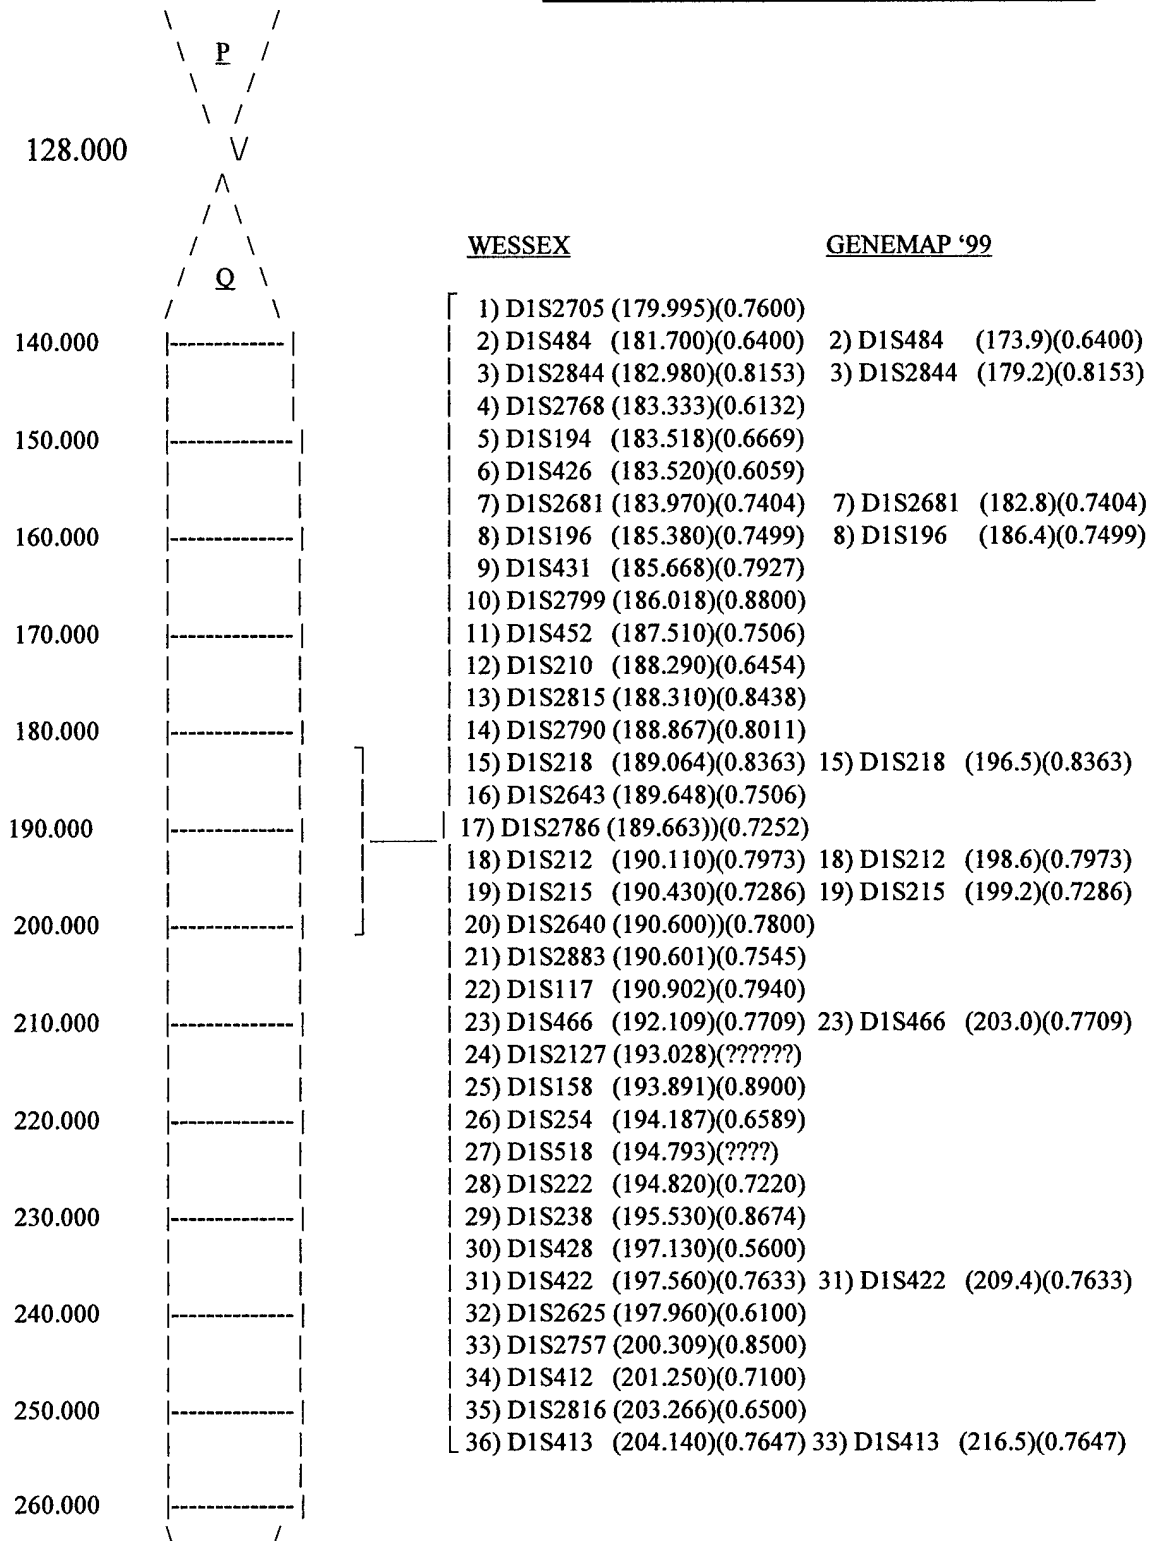 P
128.000
Q
WESSEX GENEMAP ‘99
1) D1S2705 (179.995)(0.7600)
140.000 2) D1S484 (181.700)(0.6400) 2) D1S484 (173.9)(0.6400)
3) D1S2844 (182.980)(0.8153) 3) D1S2844 (179.2)(0.8153)
4) D1S2768 (183.333)(0.6132)
150.000 5) D1S194 (183.518)(0.6669)
6) D1S426 (183.520)(0.6059)
7) D1S2681 (183.970)(0.7404) 7) D1S2681 (182.8)(0.7404)
160.000 8) D1S196 (185.380)(0.7499) 8) D1S196 (186.4)(0.7499)
9) D1S431 (185.668)(0.7927)
10) D1S2799 (186.018)(0.8800)
170.000 11) D1S452 (187.510)(0.7506)
12) D1S210 (188.290)(0.6454)
13) D1S2815 (188.310)(0.8438)
180.000 14) D1S2790 (188.867)(0.8011)
15) D1S218 (189.064)(0.8363) 15) D1S218 (196.5)(0.8363)
16) D1S2643 (189.648)(0.7506)
190.000 17) D1S2786 (189.663))(0.7252)
18) D1S212 (190.110)(0.7973) 18) D1S212 (198.6)(0.7973)
19) D1S215 (190.430)(0.7286) 19) D1S215 (199.2)(0.7286)
200.000 20) D1S2640 (190.600))(0.7800)
21) D1S2883 (190.601)(0.7545)
22) D1S117 (190.902)(0.7940)
210.000 23) D1S466 (192.109)(0.7709) 23) D1S466 (203.0)(0.7709)
24) D1S2127 (193.028)(??????)
25) D1S158 (193.891)(0.8900)
220.000 26) D1S254 (194.187)(0.6589)
27) D1S518 (194.793)(????)
28) D1S222 (194.820)(0.7220)
230.000 29) D1S238 (195.530)(0.8674)
30) D1S428 (197.130)(0.5600)
31) D1S422 (197.560)(0.7633) 31) D1S422 (209.4)(0.7633)
240.000 32) D1S2625 (197.960)(0.6100)
33) D1S2757 (200.309)(0.8500)
34) D1S412 (201.250)(0.7100)
250.000 35) D1S2816 (203.266)(0.6500)
36) D1S413 (204.140)(0.7647) 33) D1S413 (216.5)(0.7647)
260.000